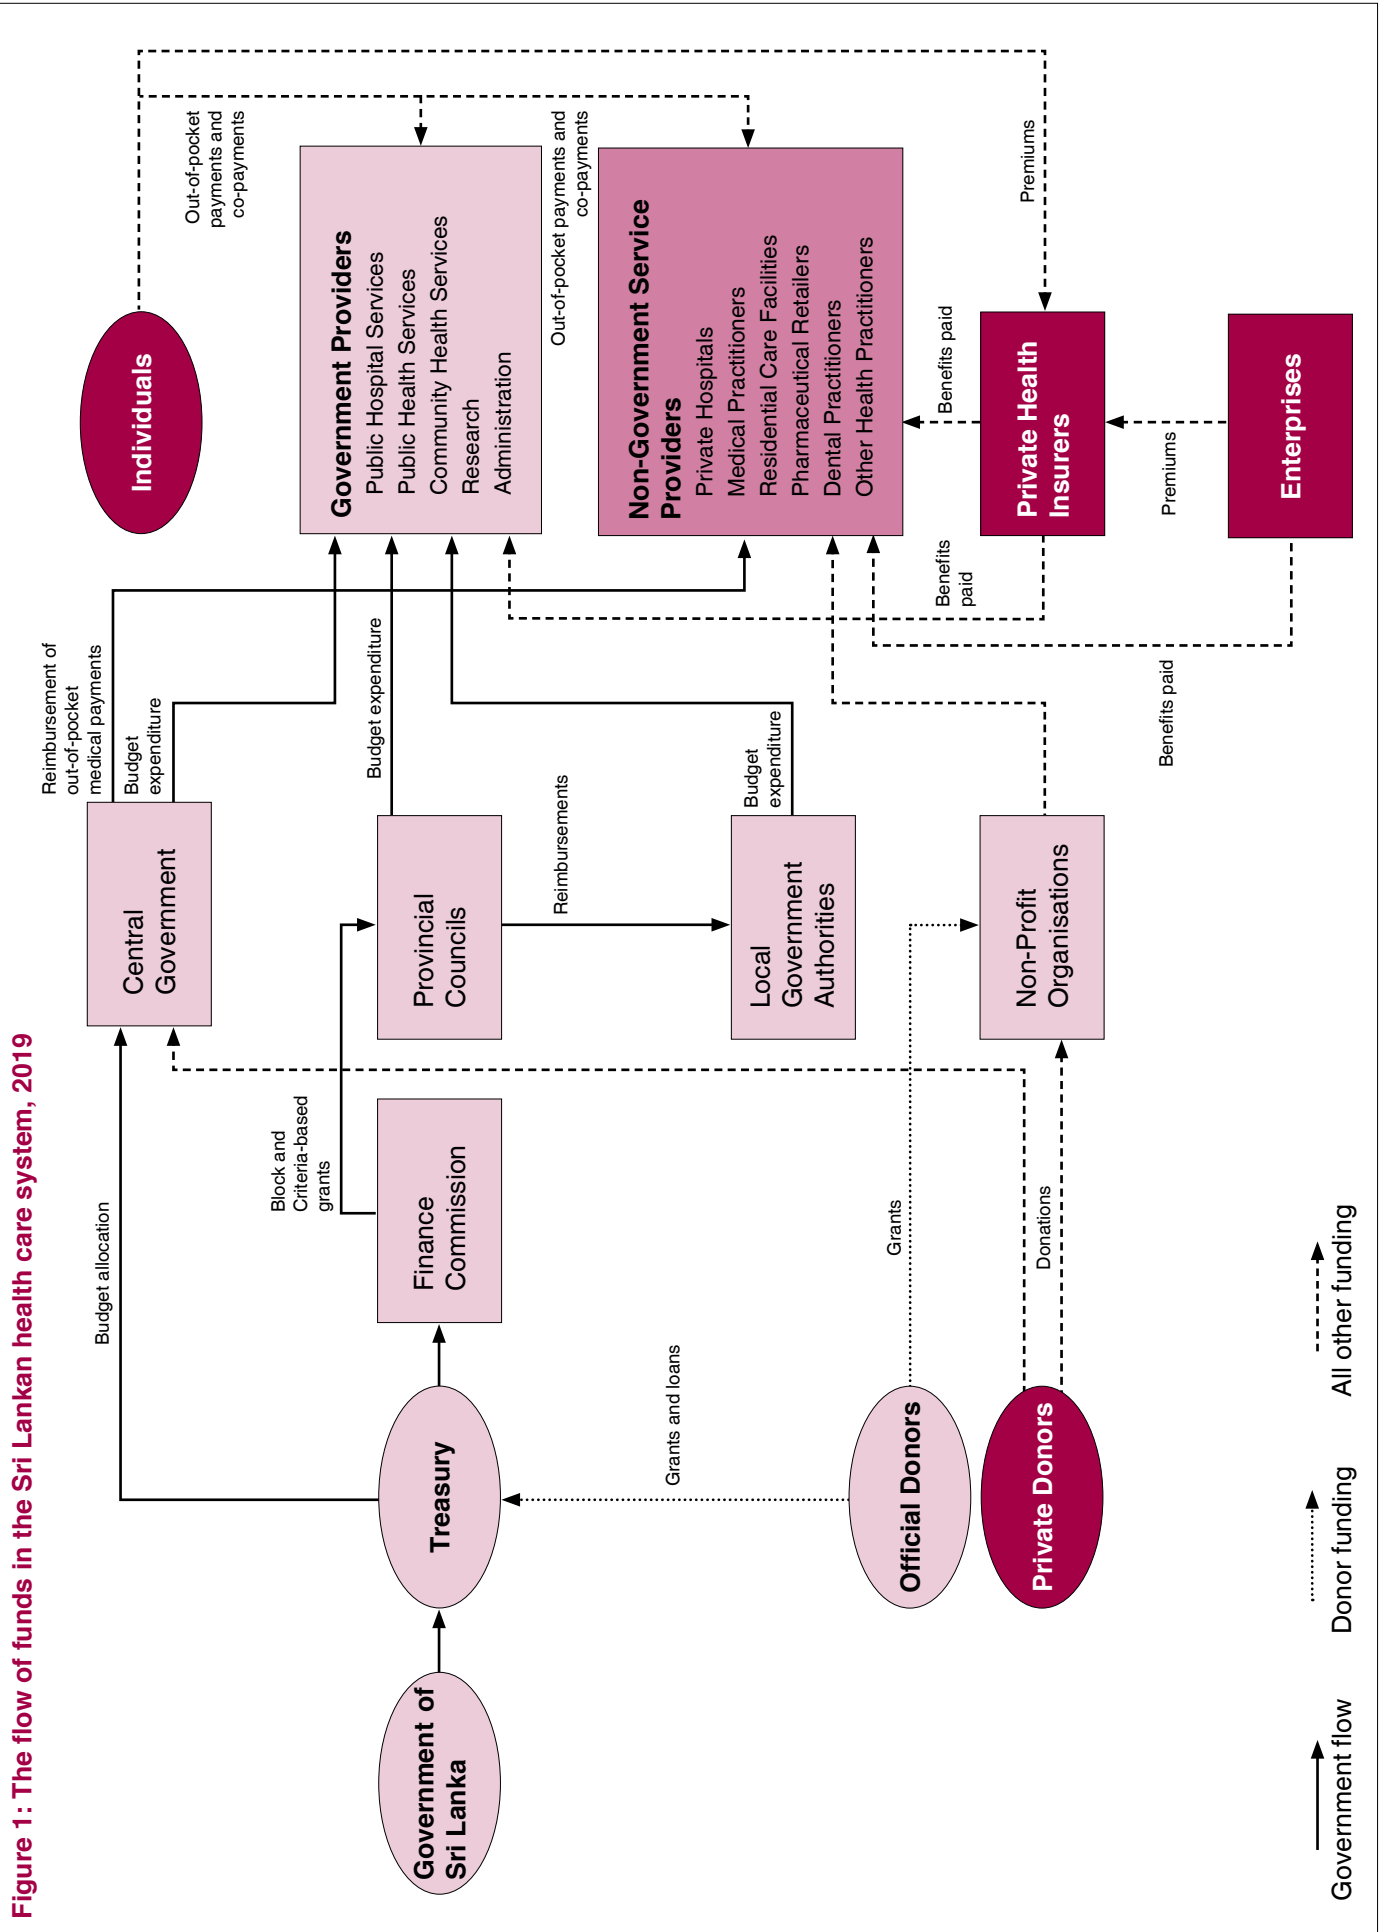 Figure 1: The flow of funds in the Sri Lankan health care system, 2019
Government of
Sri Lanka
Treasury
Budget allocation
Finance
Commission
Block and
Criteria-based
grants
Grants and loans
Official Donors
Private Donors
Grants
Donations
Central
Government
Provincial
Councils
Reimbursements
Local
Government
Authorities
Non-Profit
Organisations
Reimbursement of
out-of-pocket
medical payments
Budget
expenditure
Budget expenditure
Budget
expenditure
Individuals
Out-of-pocket
payments and
co-payments
Government Providers
Public Hospital Services
Public Health Services
Community Health Services
Research
Administration
Out-of-pocket payments and
co-payments
Non-Government Service
Providers
Private Hospitals
Medical Practitioners
Residential Care Facilities
Pharmaceutical Retailers
Dental Practitioners
Other Health Practitioners
Benefits paid
Benefits
paid
Premiums
Private Health
Insurers
Premiums
Benefits paid
Enterprises
Government flow
Donor funding
All other funding